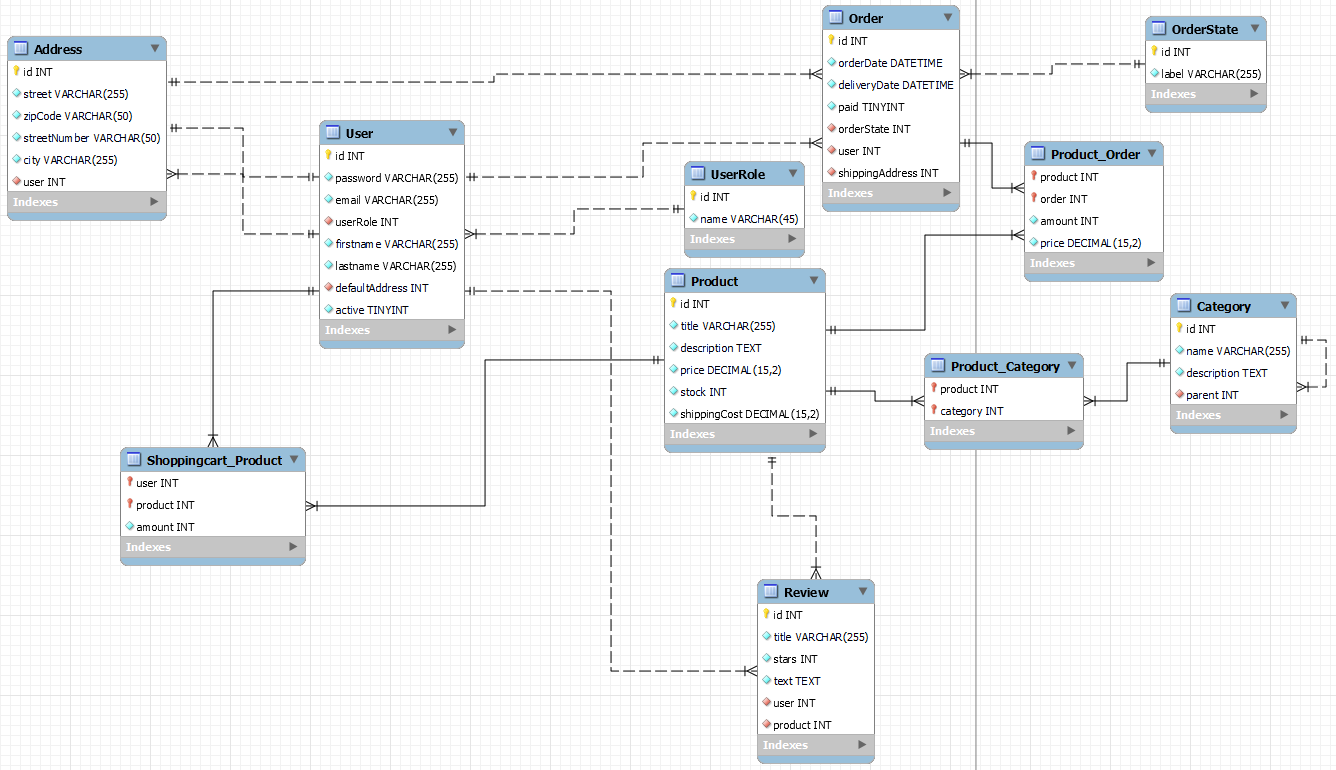 Address
id INT
street VARCHAR(255)
zipCode VARCHAR(50)
streetNumber VARCHAR(50)
city VARCHAR(255)
user INT
Indexes
User
id INT
password VARCHAR(255)
email VARCHAR(255)
userRole INT
firstname VARCHAR(255)
lastname VARCHAR(255)
defaultAddress INT
active TINYINT
Indexes
Shoppingcart_Product
user INT
product INT
amount INT
Indexes
UserRole
id INT
name VARCHAR(45)
Indexes
Product
id INT
title VARCHAR(255)
description TEXT
price DECIMAL(15,2)
stock INT
shippingCost DECIMAL(15,2)
Indexes
Review
id INT
title VARCHAR(255)
stars INT
text TEXT
user INT
product INT
Indexes
Order
id INT
orderDate DATETIME
deliveryDate DATETIME
paid TINYINT
orderState INT
user INT
shippingAddress INT
Indexes
OrderState
id INT
label VARCHAR(255)
Indexes
Product_Order
product INT
order INT
amount INT
price DECIMAL(15,2)
Indexes
Product_Category
product INT
category INT
Indexes
Category
id INT
name VARCHAR(255)
description TEXT
parent INT
Indexes